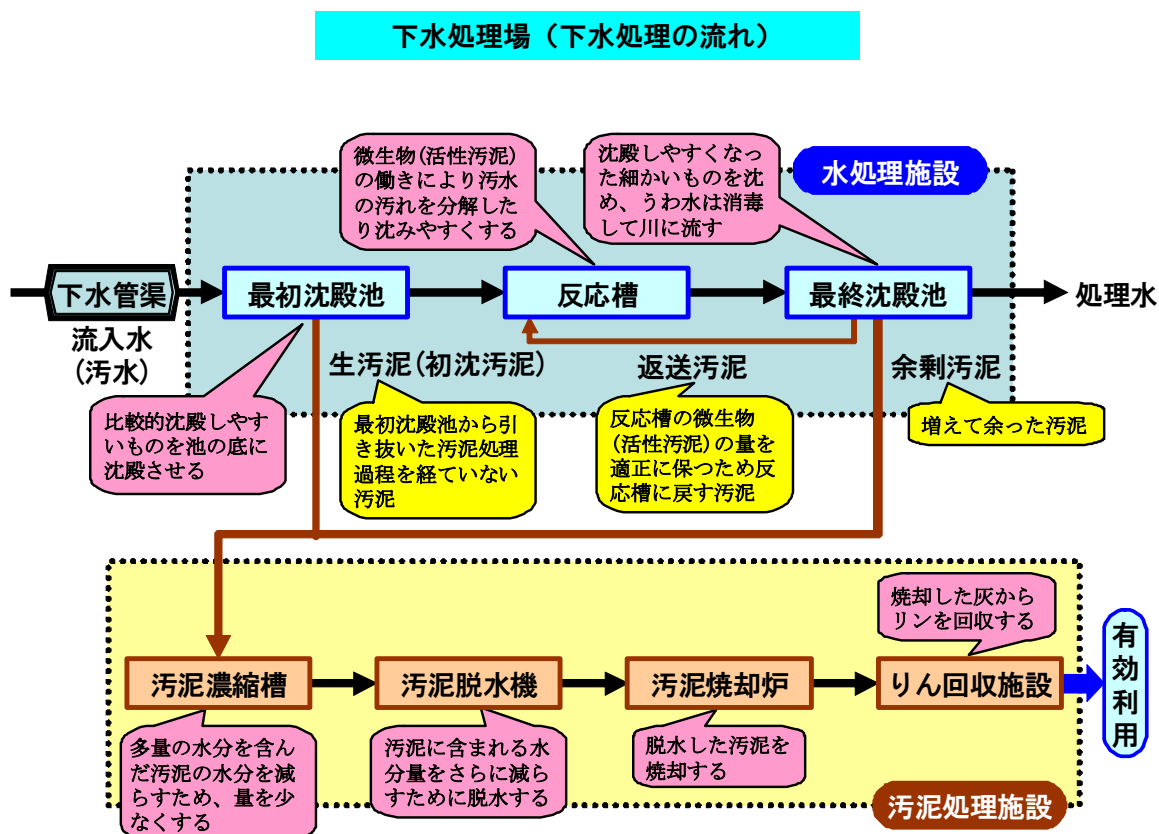 下水処理場（下水処理の流れ）
微生物(活性汚泥)
の働きにより汚水
の汚れを分解した
り沈みやすくする
沈殿しやすくなっ
た細かいものを沈
め、うわ水は消毒
して川に流す
水処理施設
下水管渠
最初沈殿池
反応槽
最終沈殿池
処理水
流入水
(汚水)
生汚泥(初沈汚泥)
返送汚泥
余剰汚泥
比較的沈殿しやす
いものを池の底に
沈殿させる
最初沈殿池から引
き抜いた汚泥処理
過程を経ていない
汚泥
反応槽の微生物
(活性汚泥)の量を
適正に保つため反
応槽に戻す汚泥
増えて余った汚泥
焼却した灰から
リンを回収する
汚泥濃縮槽
汚泥脱水機
汚泥焼却炉
りん回収施設
有効利用
多量の水分を含ん
だ汚泥の水分を減
らすため、量を少
なくする
汚泥に含まれる水
分量をさらに減ら
すために脱水する
脱水した汚泥を
焼却する
汚泥処理施設